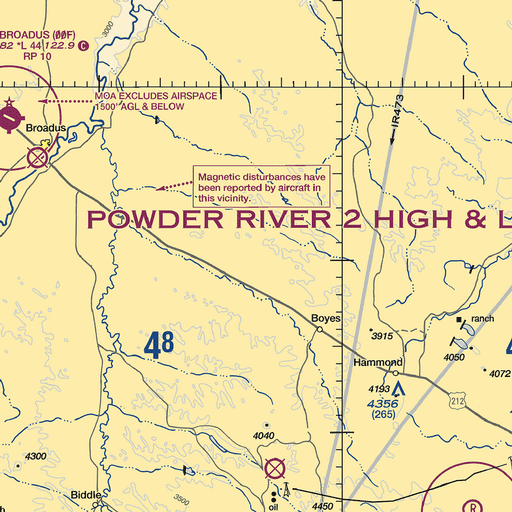 BROADUS (00F)
82 *L 44 122.9 C
RP 10
3000
MOA EXCLUDES AIRSPACE
1500' AGL & BELOW
IR473
Broadus
Magnetic disturbances have
been reported by aircraft in
this vicinity.
POWDER RIVER 2 HIGH & L
Boyes
3915
ranch
48
4
4050
Hammond
4072
4193
4356
(265)
212
4040
4300
Biddle
3500
oil
4450
R